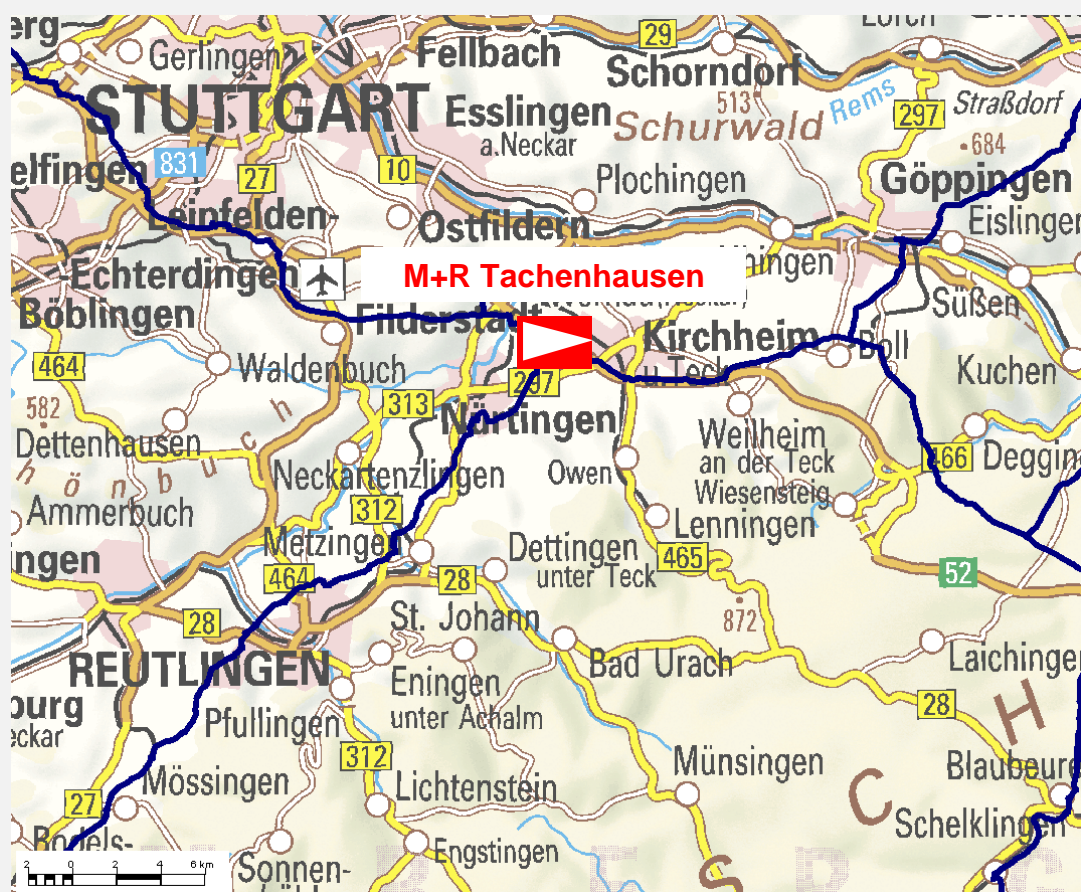 erg
Gerlingen
Fellbach
29
Lorch
Schorndorf
513
Rems
297
Straßdorf
STUTTGART
Esslingen
a.Neckar
Schurwald
684
elfingen
831
27
10
Plochingen
Göppingen
Leinfelden-
Ostfildern
Eislingen
Echterdingen
M+R Tachenhausen
hingen
Böblingen
Filderstadt
Kirchheim
u.Teck
Süßen
464
Waldenbuch
Boll
Kuchen
297
582
313
Nürtingen
Dettenhausen
Weilheim
an der Teck
466
Deggin
h ö n b u c h
Neckartenzlingen
Owen
Wiesensteig
Ammerbuch
312
Lenningen
ingen
Metzingen
Dettingen
unter Teck
465
464
28
52
28
St. Johann
872
REUTLINGEN
Bad Urach
Laichingen
burg
eckar
Eningen
unter Achalm
28
H
Pfullingen
312
Münsingen
Blaubeure
Mössingen
Lichtenstein
C
27
Schelklingen
Bodels-
Engstingen
S
2 0 2 4 6 km
Sonnen-